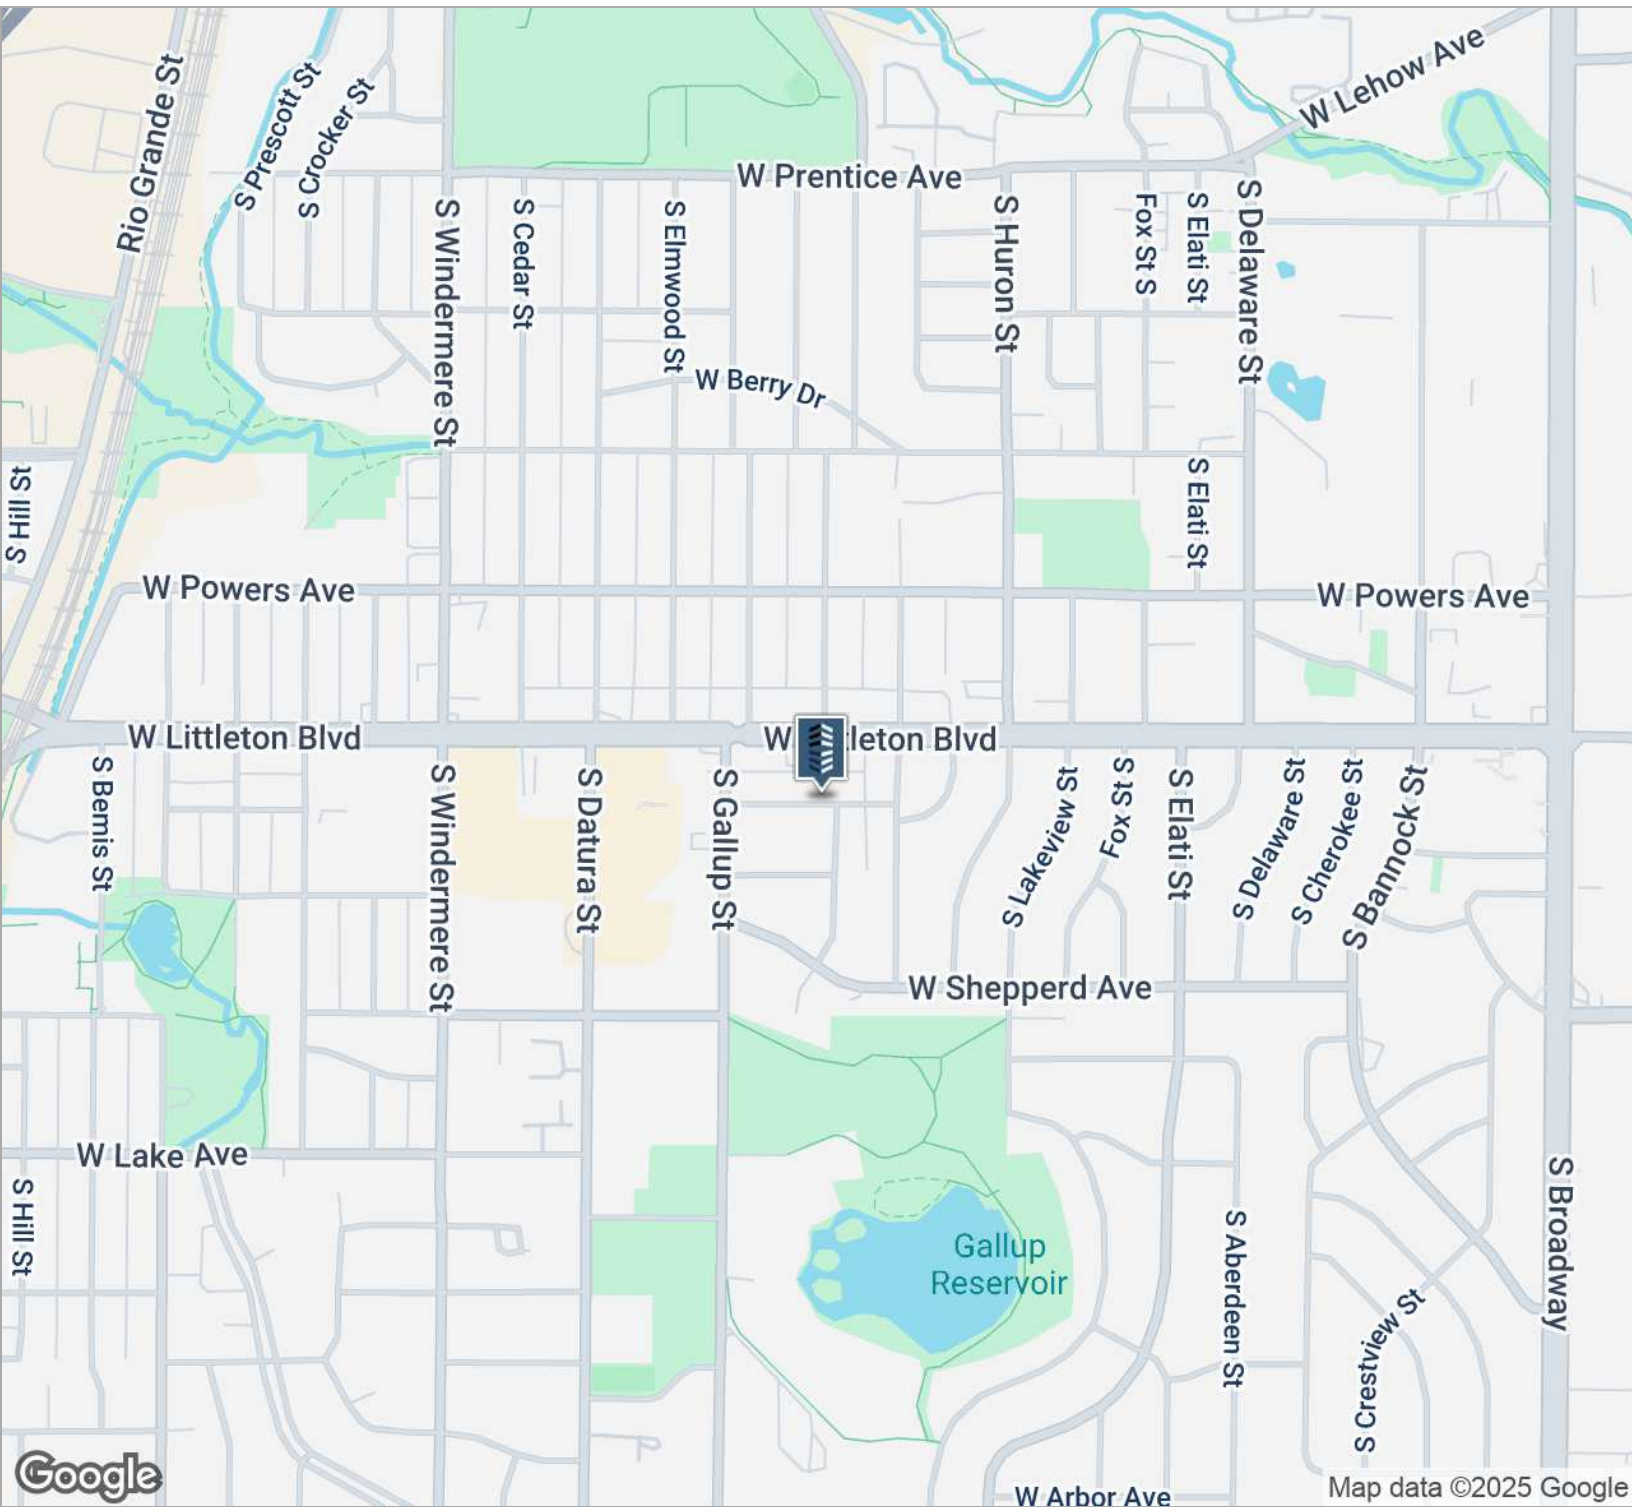 W Lehow Ave
Rio Grande St
S Prescott St
S Crocker St
W Prentice Ave
S Windermere St
S Cedar St
S Elmwood St
S Huron St
Fox St S
S Elati St
S Delaware St
W Berry Dr
S Hill St
S Elati St
W Powers Ave
W Powers Ave
W Littleton Blvd
W tleton Blvd
S Bemis St
S Windermere St
S Datura St
S Gallup St
S Lakeview St
Fox St S
S Elati St
S Delaware St
S Cherokee St
S Bannock St
W Shepperd Ave
W Lake Ave
S Hill St
Gallup
Reservoir
S Aberdeen St
S Broadway
S Crestview St
Google
W Arbor Ave
Map data ©2025 Google